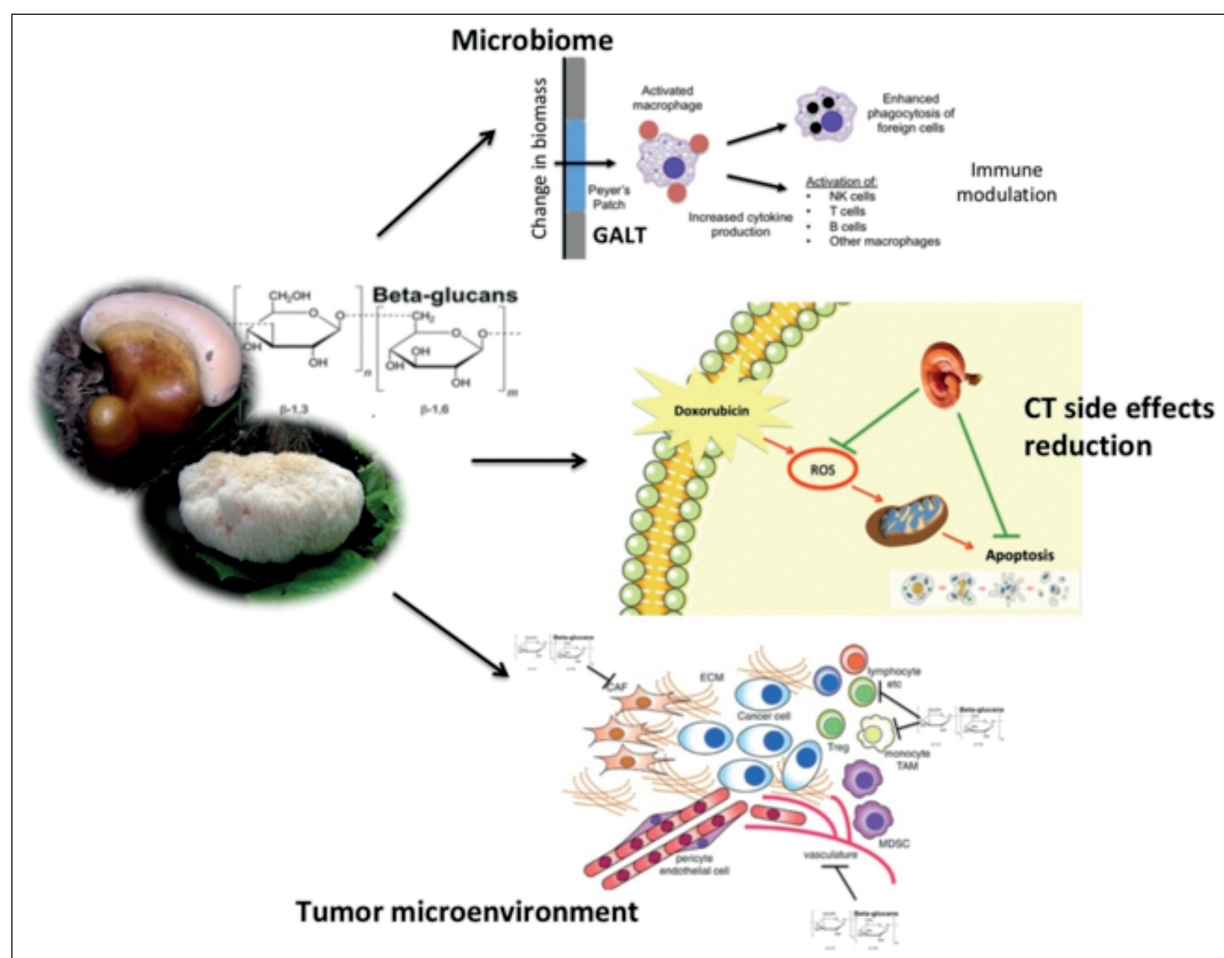 Microbiome
Change in biomass
Peyer's
Patch
GALT
Activated
macrophage
Increased cytokine
production
Enhanced
phagocytosis of
foreign cells
Activation of:
• NK cells
• T cells
• B cells
• Other macrophages
Immune
modulation
Beta-glucans
CH₂OH
O
O
OH
OH
n
CH₂
O
O
OH
HO
OH
m
β-1,3
β-1,6
Doxorubicin
ROS
Apoptosis
CT side effects
reduction
Beta-glucans
CAF
ECM
Cancer cell
lymphocyte
etc
Treg
monocyte
TAM
Beta-glucans
MDSC
pericyte
endothelial cell
vasculature
Beta-glucans
Tumor microenvironment